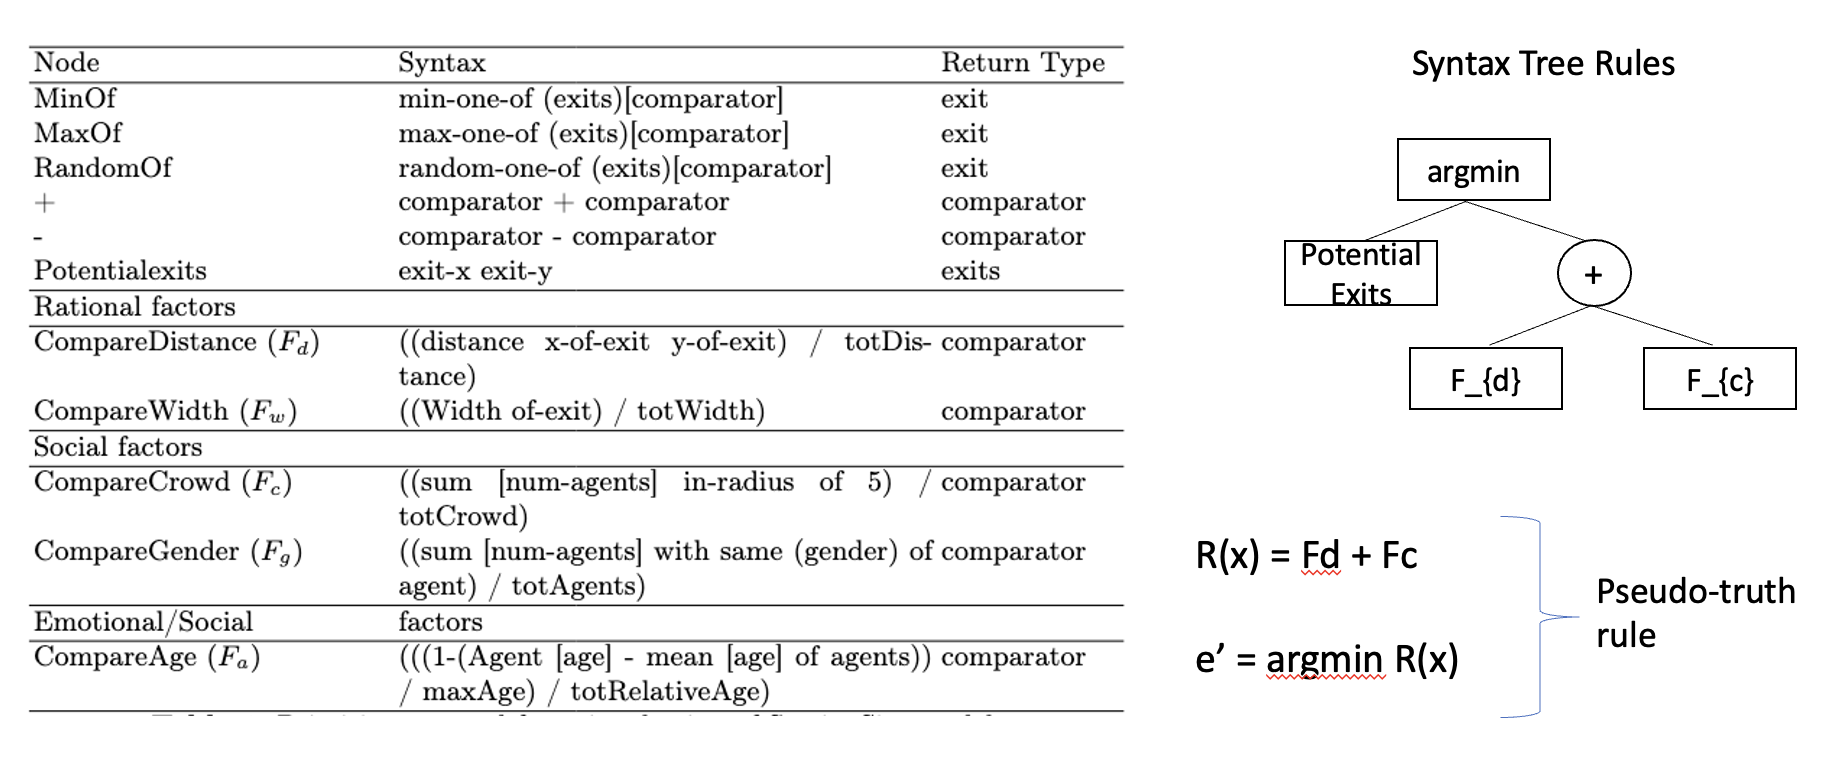 Node Syntax Return Type
MinOf min-one-of (exits)[comparator] exit
MaxOf max-one-of (exits)[comparator] exit
RandomOf random-one-of (exits)[comparator] exit
+ comparator + comparator comparator
- comparator - comparator comparator
Potentialexits exit-x exit-y exits
Rational factors
CompareDistance (F_d) ((distance x-of-exit y-of-exit) / totDis- comparator
tance)
CompareWidth (F_w) ((Width of-exit) / totWidth) comparator
Social factors
CompareCrowd (F_c) ((sum [num-agents] in-radius of 5) / comparator
totCrowd)
CompareGender (F_g) ((sum [num-agents] with same (gender) of comparator
agent) / totAgents)
Emotional/Social factors
CompareAge (F_a) (((1-(Agent [age] - mean [age] of agents)) comparator
/ maxAge) / totRelativeAge)
Syntax Tree Rules
argmin
Potential
Exits
+
F_{d}
F_{c}
R(x) = Fd + Fc
e’ = argmin R(x)
Pseudo-truth
rule